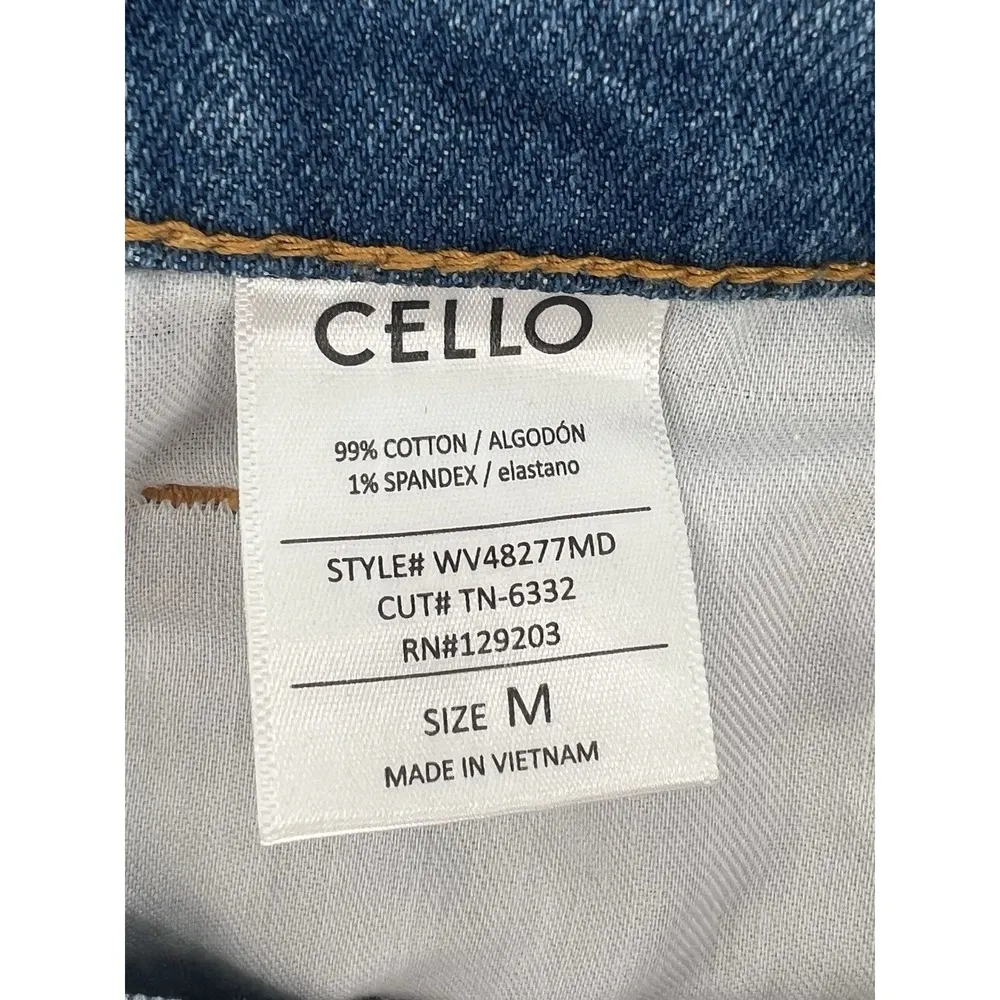 CELLO
99% COTTON / ALGODÓN
1% SPANDEX / elastano
STYLE# WV48277MD
CUT# TN-6332
RN#129203
SIZE M
MADE IN VIETNAM